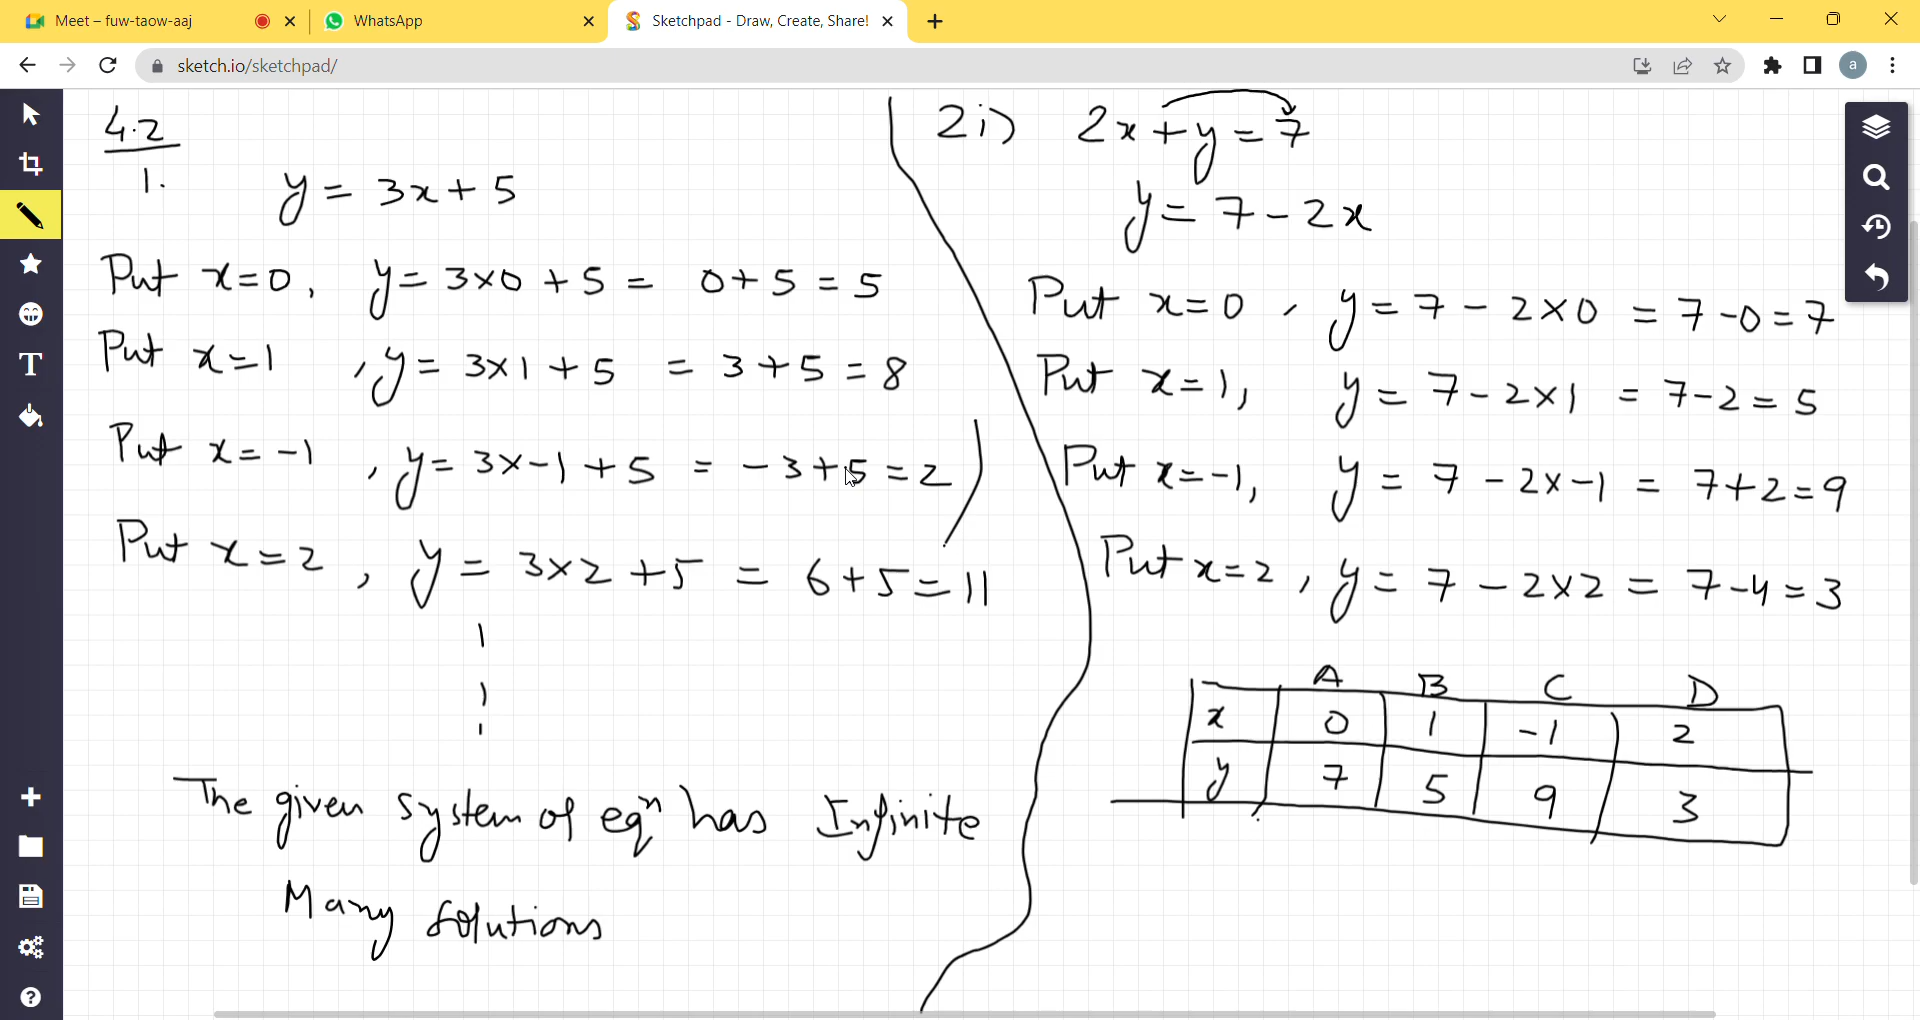 Meet – fuw-taow-aaj
WhatsApp
Sketchpad - Draw, Create, Share!
sketch.io/sketchpad/
a
4.2
1.
y = 3x + 5
Put x=0, y = 3×0 + 5 = 0+5 = 5
Put x=1, y = 3×1 + 5 = 3+5 = 8
Put x=-1, y = 3×-1 + 5 = -3+5 = 2
Put x=2, y = 3×2 + 5 = 6+5 = 11
The given system of eqⁿ has Infinite
Many Solutions
2i) 2x + y = 7
y = 7 - 2x
Put x=0, y = 7 - 2×0 = 7-0 = 7
Put x=1, y = 7 - 2×1 = 7-2 = 5
Put x=-1, y = 7 - 2×-1 = 7+2 = 9
Put x=2, y = 7 - 2×2 = 7-4 = 3
A B C D
x 0 1 -1 2
y 7 5 9 3
T
?